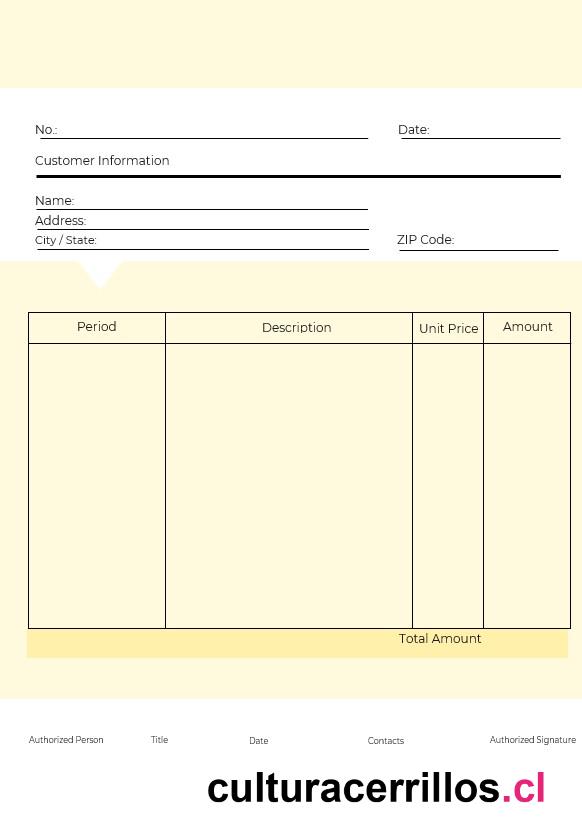 No.: Date:
Customer Information
Name:
Address:
City / State: ZIP Code:
Period Description Unit Price Amount
Total Amount
Authorized Person Title Date Contacts Authorized Signature
culturacerrillos.cl